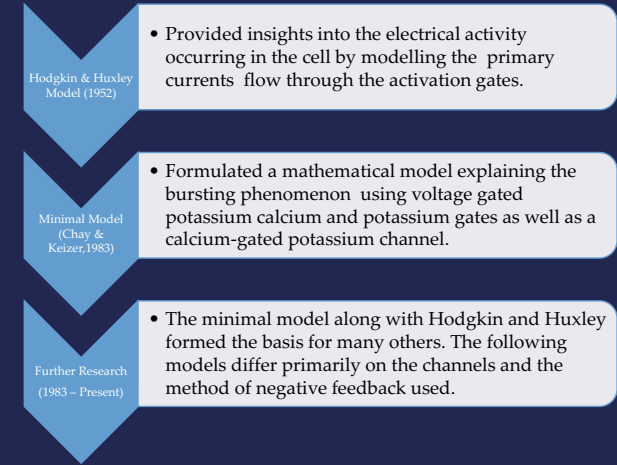 Hodgkin & Huxley
Model (1952)
• Provided insights into the electrical activity
occurring in the cell by modelling the primary
currents flow through the activation gates.
Minimal Model
(Chay &
Keizer,1983)
• Formulated a mathematical model explaining the
bursting phenomenon using voltage gated
potassium calcium and potassium gates as well as a
calcium-gated potassium channel.
Further Research
(1983 – Present)
• The minimal model along with Hodgkin and Huxley
formed the basis for many others. The following
models differ primarily on the channels and the
method of negative feedback used.